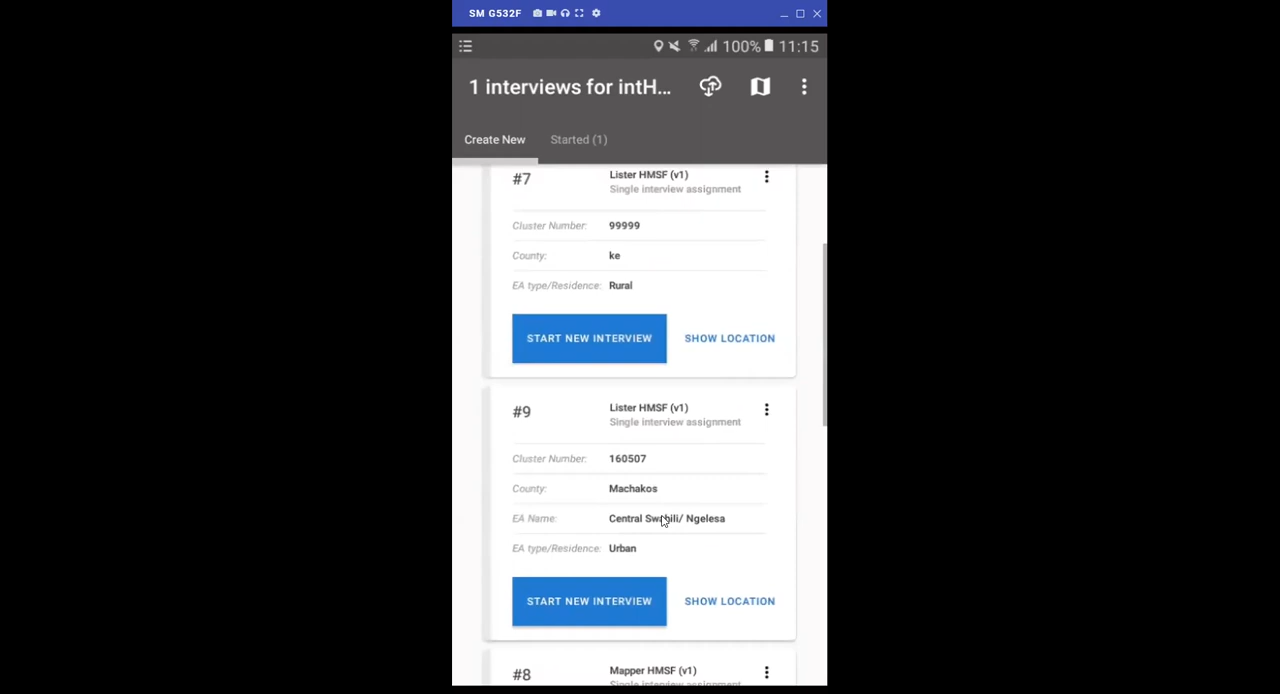 SM G532F
100% 11:15
1 interviews for intH...
Create New Started (1)
#7 Lister HMSF (v1)
Single interview assignment
Cluster Number: 99999
County: ke
EA type/Residence: Rural
START NEW INTERVIEW SHOW LOCATION
#9 Lister HMSF (v1)
Single interview assignment
Cluster Number: 160507
County: Machakos
EA Name: Central Swahili/ Ngelesa
EA type/Residence: Urban
START NEW INTERVIEW SHOW LOCATION
#8 Mapper HMSF (v1)
Single interview assignment